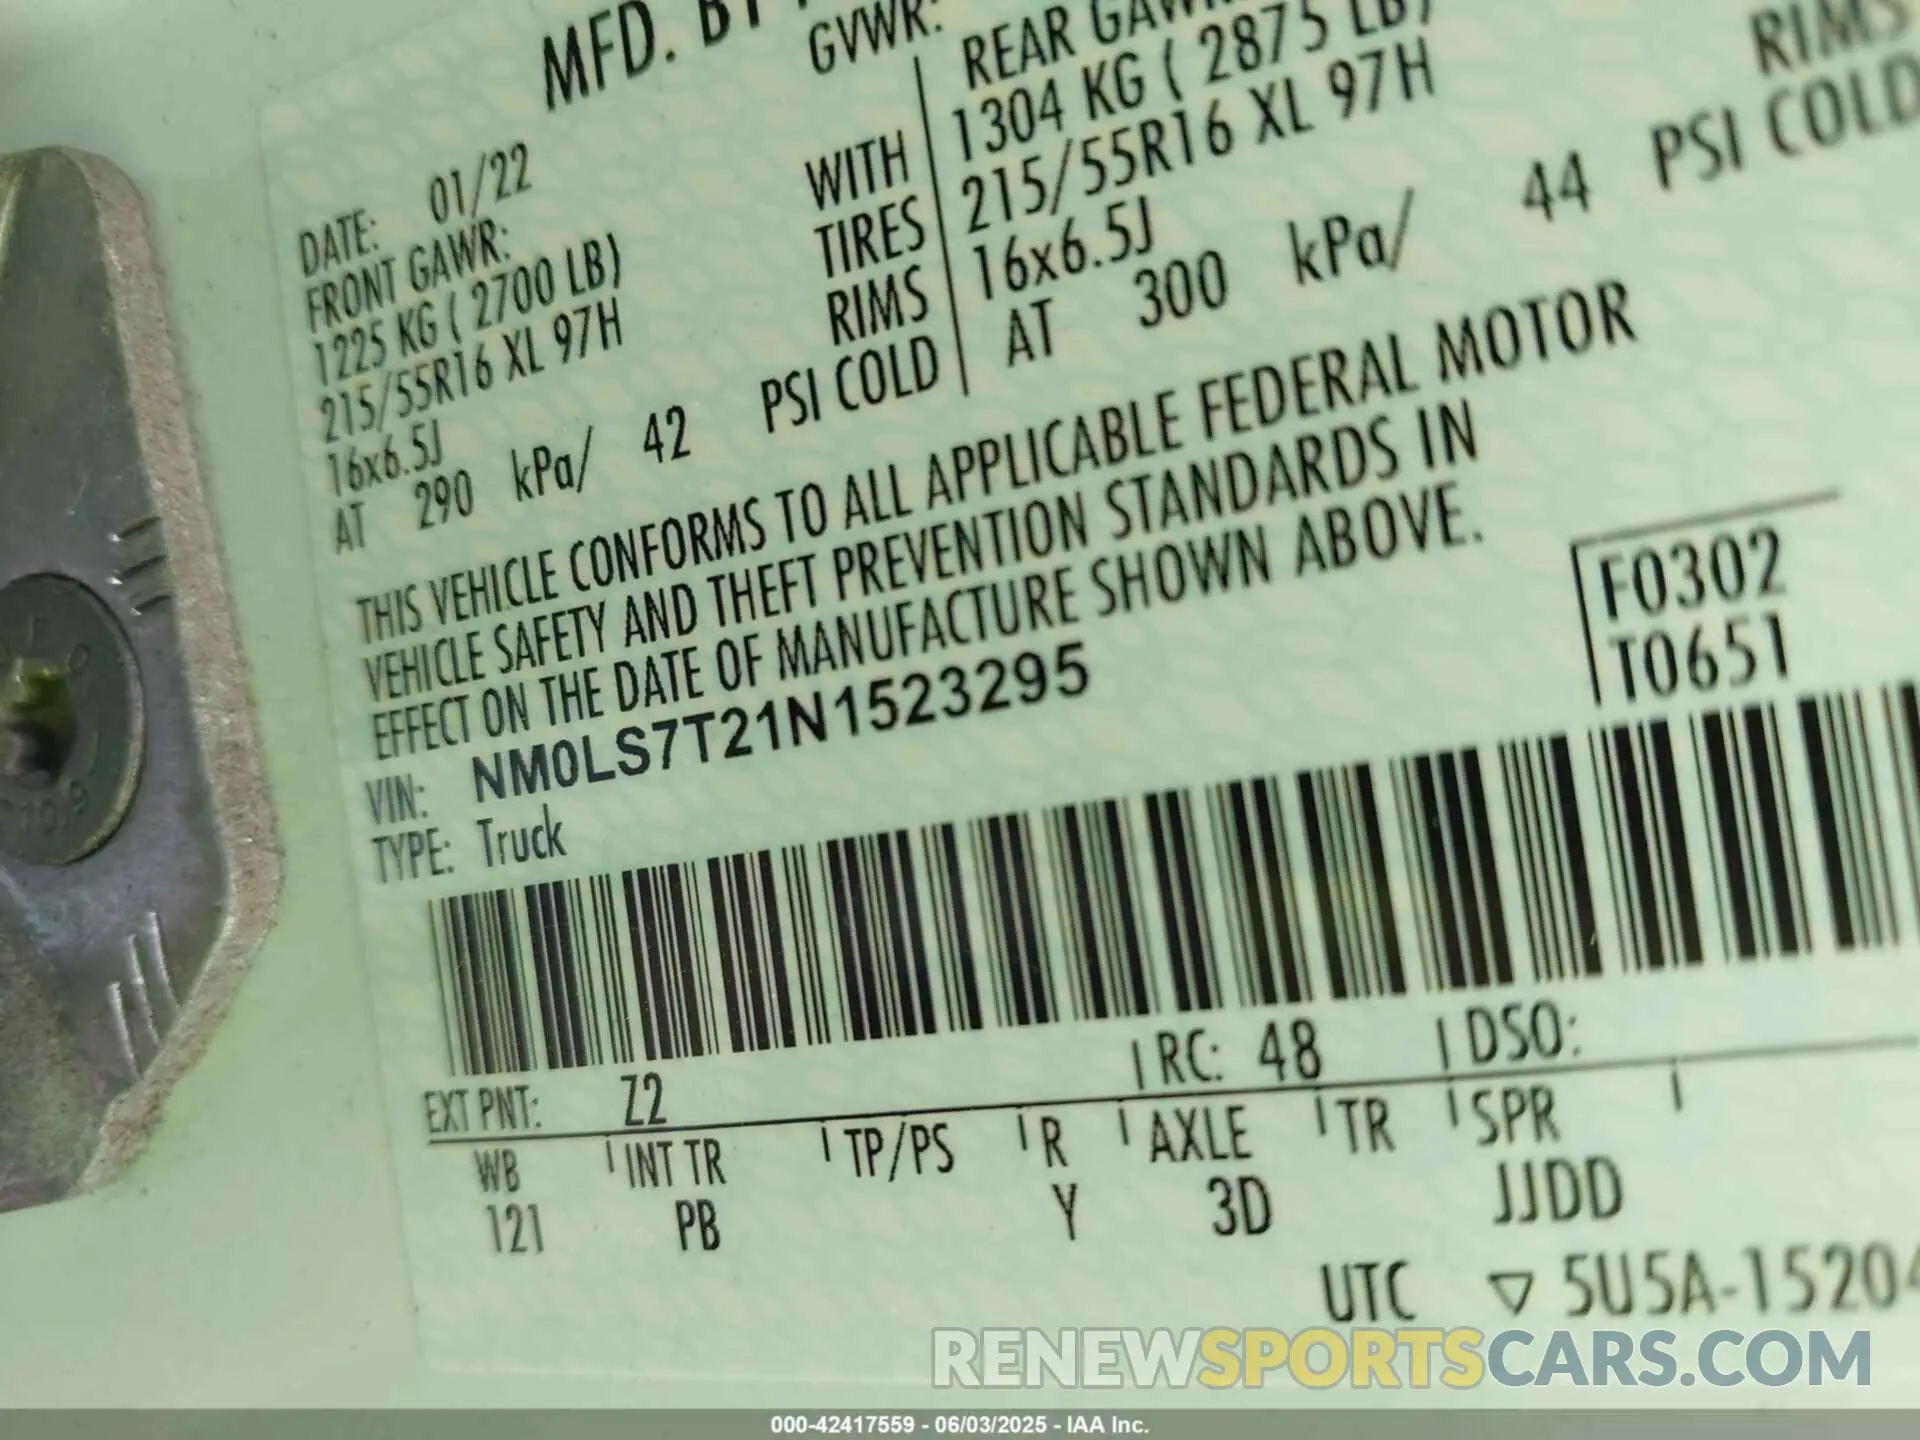 MFD. BY
GVWR:
DATE: 01/22
FRONT GAWR:
1225 KG ( 2700 LB)
215/55R16 XL 97H
16x6.5J
AT 290 kPa/ 42 PSI COLD
WITH
TIRES
RIMS
REAR GAWR:
1304 KG ( 2875 LB)
215/55R16 XL 97H
16x6.5J
AT 300 kPa/ 44 PSI COLD
RIMS
THIS VEHICLE CONFORMS TO ALL APPLICABLE FEDERAL MOTOR
VEHICLE SAFETY AND THEFT PREVENTION STANDARDS IN
EFFECT ON THE DATE OF MANUFACTURE SHOWN ABOVE.
F0302
T0651
VIN: NM0LS7T21N1523295
TYPE: Truck
EXT PNT: Z2 RC: 48 DSO:
WB INT TR TP/PS R AXLE TR SPR
121 PB Y 3D JJDD
UTC ▽ 5U5A-15204
RENEWSPORTSCARS.COM
000-42417559 - 06/03/2025 - IAA Inc.